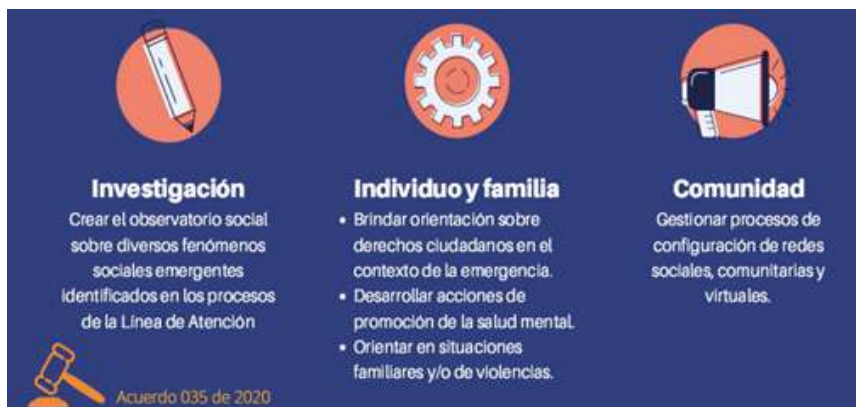 Investigación
Crear el observatorio social
sobre diversos fenómenos
sociales emergentes
identificados en los procesos
de la Línea de Atención
Individuo y familia
• Brindar orientación sobre
derechos ciudadanos en el
contexto de la emergencia.
• Desarrollar acciones de
promoción de la salud mental.
• Orientar en situaciones
familiares y/o de violencias.
Comunidad
Gestionar procesos de
configuración de redes
sociales, comunitarias y
virtuales.
Acuerdo 035 de 2020